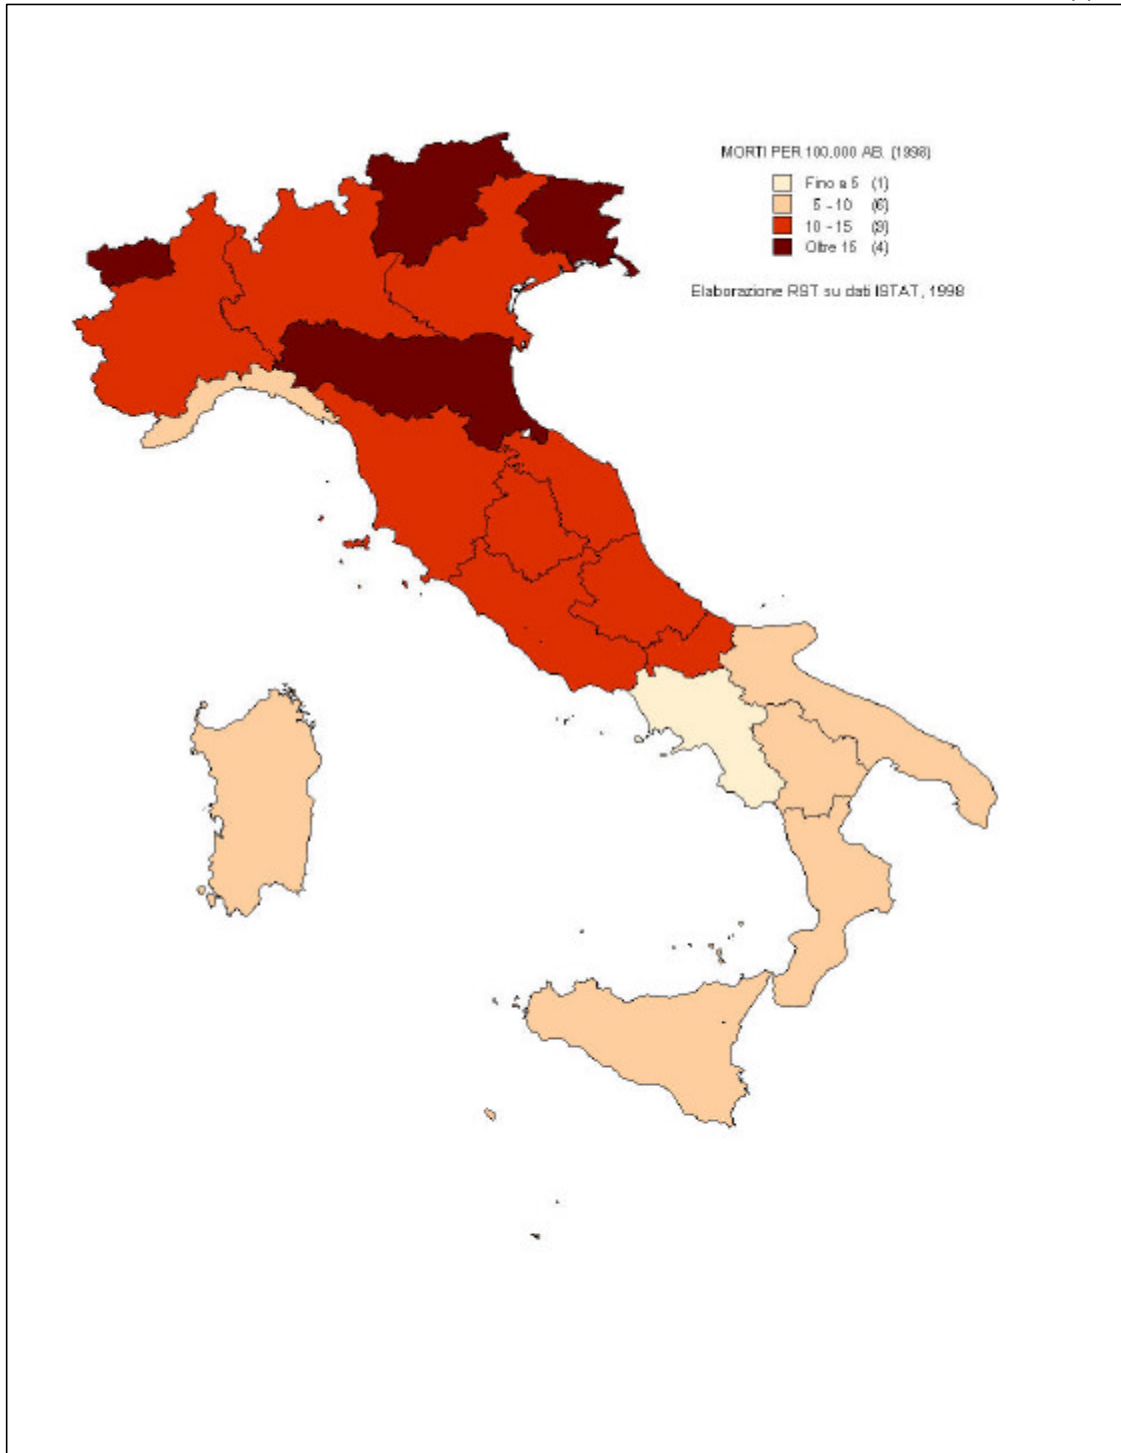 MORTI PER 100.000 AB. (1998)
Fino a 5 (1)
5 - 10 (6)
10 - 15 (9)
Oltre 15 (4)
Elaborazione RST su dati ISTAT, 1998